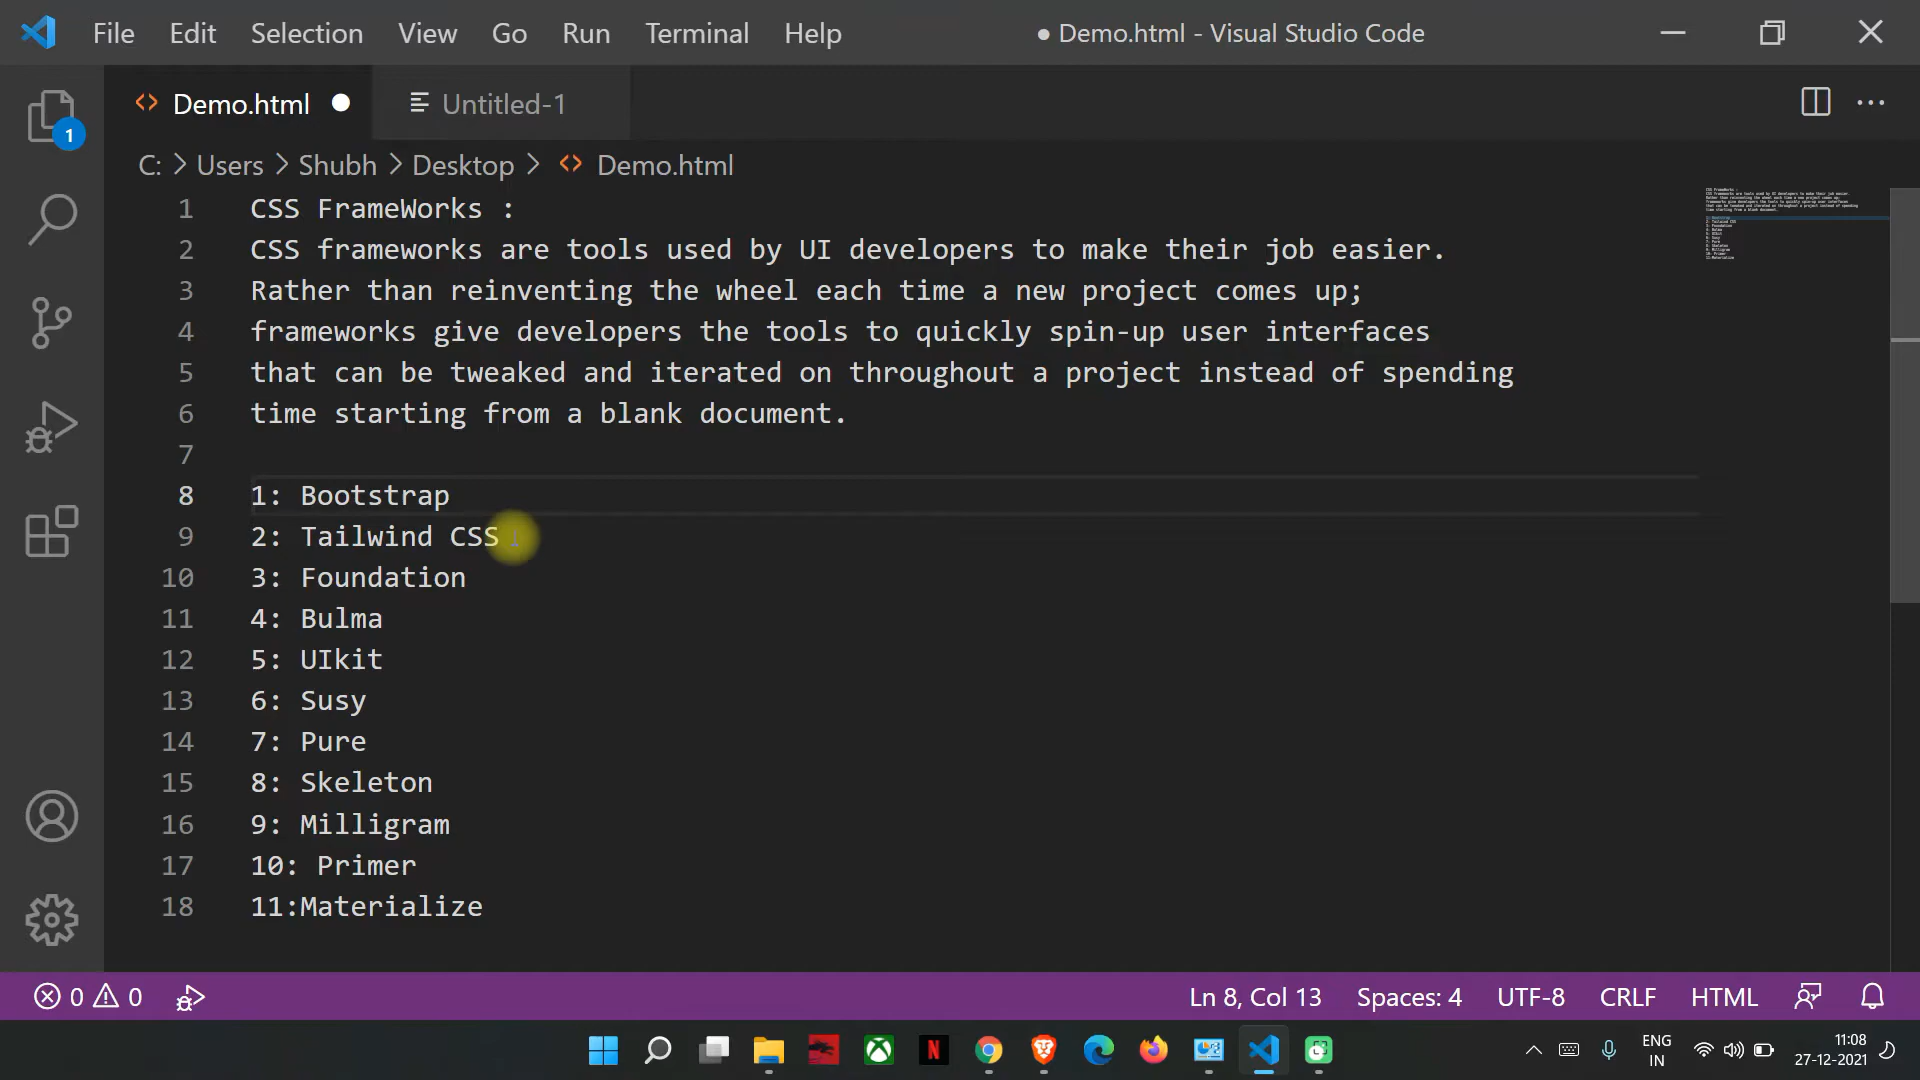 File Edit Selection View Go Run Terminal Help ● Demo.html - Visual Studio Code
Demo.html Untitled-1
1
C: > Users > Shubh > Desktop > Demo.html
1 CSS FrameWorks :
2 CSS frameworks are tools used by UI developers to make their job easier.
3 Rather than reinventing the wheel each time a new project comes up;
4 frameworks give developers the tools to quickly spin-up user interfaces
5 that can be tweaked and iterated on throughout a project instead of spending
6 time starting from a blank document.
7
8 1: Bootstrap
9 2: Tailwind CSS
10 3: Foundation
11 4: Bulma
12 5: UIkit
13 6: Susy
14 7: Pure
15 8: Skeleton
16 9: Milligram
17 10: Primer
18 11:Materialize
0 0 Ln 8, Col 13 Spaces: 4 UTF-8 CRLF HTML
N ENG 11:08
IN 27-12-2021